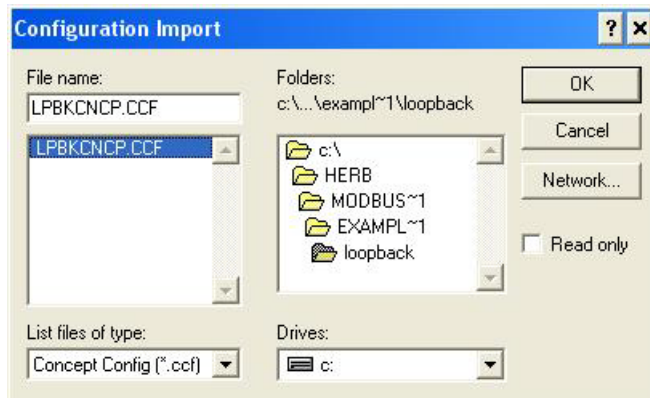 Configuration Import
File name:
LPBKCNCP.CCF
LPBKCNCP.CCF
List files of type:
Concept Config (*.ccf)
Folders:
c:\...\exampl~1\loopback
c:\
HERB
MODBUS~1
EXAMPL~1
loopback
Drives:
c:
OK
Cancel
Network...
Read only